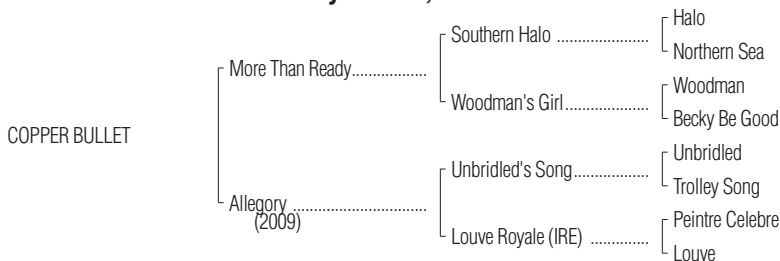 Halo
Southern Halo ......................
Northern Sea
More Than Ready..................
Woodman
Woodman's Girl....................
Becky Be Good
COPPER BULLET
Unbridled
Unbridled's Song..................
Trolley Song
Allegory ................................
(2009)
Peintre Celebre
Louve Royale (IRE) ..............
Louve